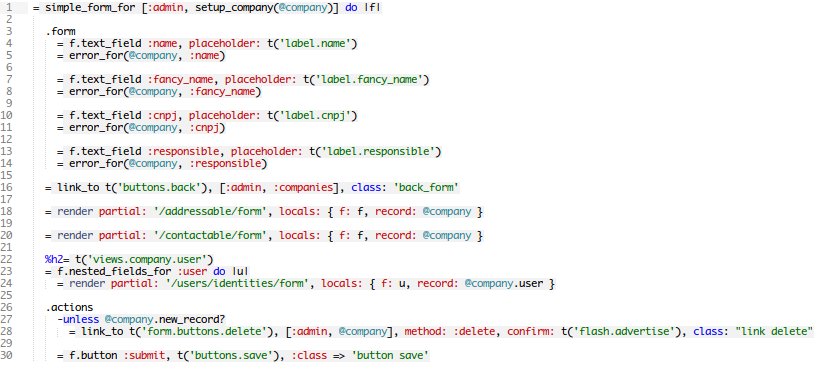 1 = simple_form_for [:admin, setup_company(@company)] do |f|
2
3 .form
4 = f.text_field :name, placeholder: t('label.name')
5 = error_for(@company, :name)
6
7 = f.text_field :fancy_name, placeholder: t('label.fancy_name')
8 = error_for(@company, :fancy_name)
9
10 = f.text_field :cnpj, placeholder: t('label.cnpj')
11 = error_for(@company, :cnpj)
12
13 = f.text_field :responsible, placeholder: t('label.responsible')
14 = error_for(@company, :responsible)
15
16 = link_to t('buttons.back'), [:admin, :companies], class: 'back_form'
17
18 = render partial: '/addressable/form', locals: { f: f, record: @company }
19
20 = render partial: '/contactable/form', locals: { f: f, record: @company }
21
22 %h2= t('views.company.user')
23 = f.nested_fields_for :user do |u|
24 = render partial: '/users/identities/form', locals: { f: u, record: @company.user }
25
26 .actions
27 -unless @company.new_record?
28 = link_to t('form.buttons.delete'), [:admin, @company], method: :delete, confirm: t('flash.advertise'), class: "link delete"
29
30 = f.button :submit, t('buttons.save'), :class => 'button save'